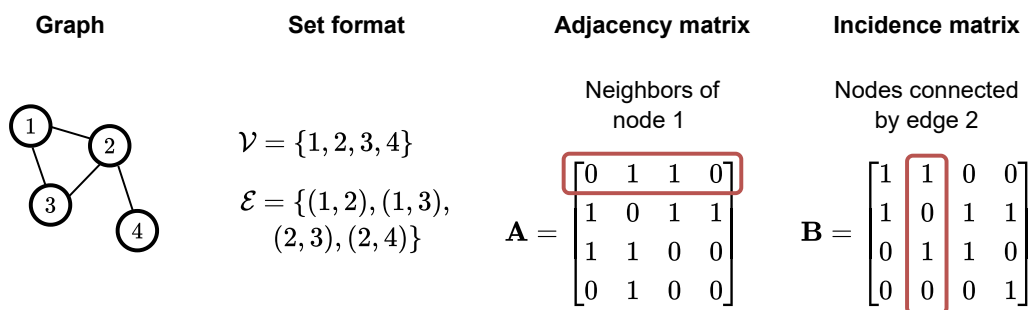 Graph
Set format
Adjacency matrix
Incidence matrix
1
2
3
4
𝒱 = {1, 2, 3, 4}
ℰ = {(1, 2), (1, 3),
(2, 3), (2, 4)}
Neighbors of
node 1
A =
0 1 1 0
1 0 1 1
1 1 0 0
0 1 0 0
Nodes connected
by edge 2
B =
1 1 0 0
1 0 1 1
0 1 1 0
0 0 0 1